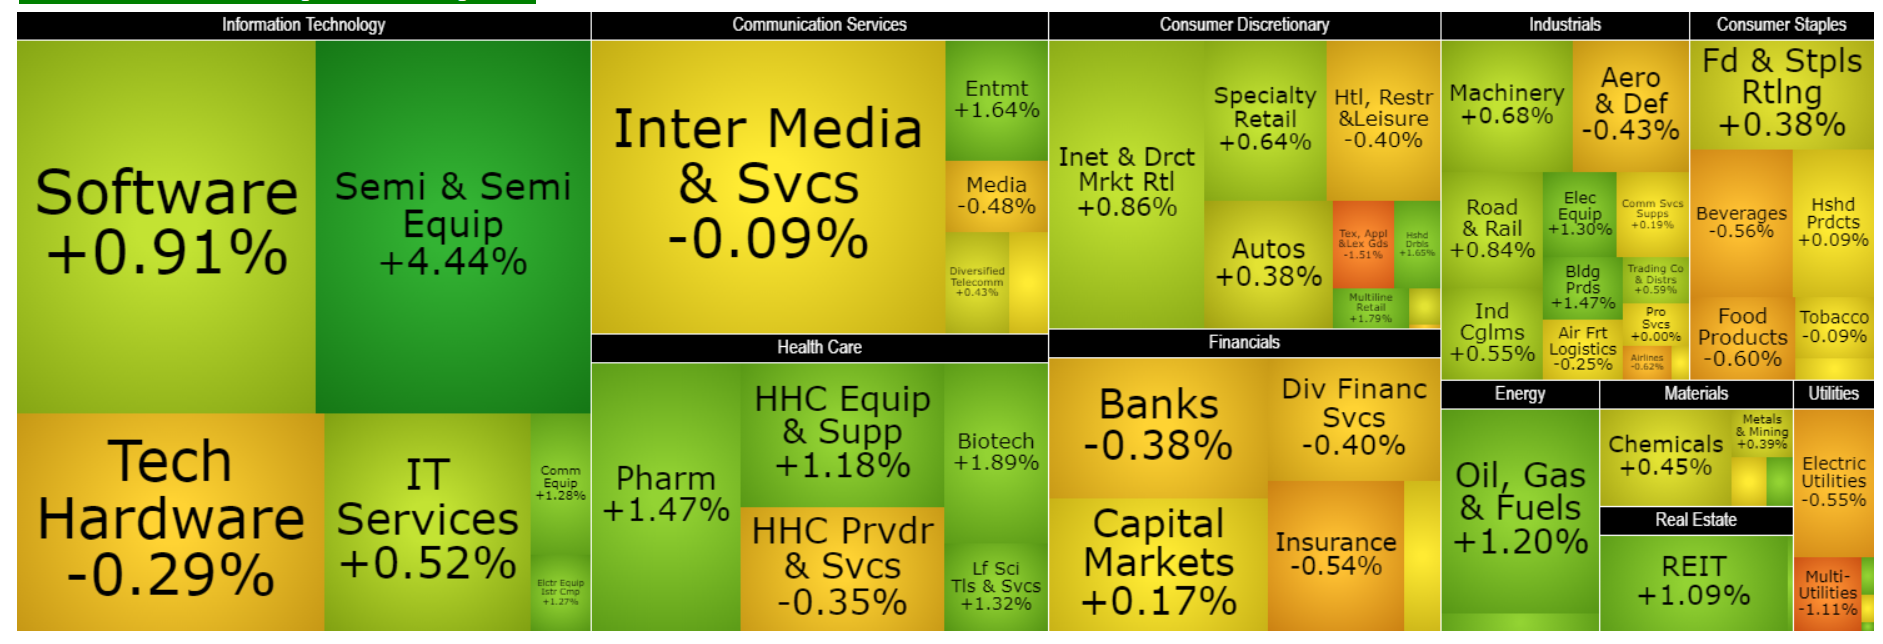 Information Technology
Software
+0.91%
Semi & Semi
Equip
+4.44%
Tech
Hardware
-0.29%
IT
Services
+0.52%
Comm
Equip
+1.28%
Elctr Equip
Istr Cmp
+1.27%
Communication Services
Inter Media
& Svcs
-0.09%
Entmt
+1.64%
Media
-0.48%
Diversified
Telecomm
+0.43%
Health Care
Pharm
+1.47%
HHC Equip
& Supp
+1.18%
HHC Prvdr
& Svcs
-0.35%
Biotech
+1.89%
Lf Sci
Tls & Svcs
+1.32%
Consumer Discretionary
Inet & Drct
Mrkt Rtl
+0.86%
Specialty
Retail
+0.64%
Htl, Restr
&Leisure
-0.40%
Autos
+0.38%
Tex, Appl
&Lex Gds
-1.51%
Hshd
Drbls
+1.65%
Multiline
Retail
+1.79%
Financials
Banks
-0.38%
Div Financ
Svcs
-0.40%
Capital
Markets
+0.17%
Insurance
-0.54%
Industrials
Machinery
+0.68%
Aero
& Def
-0.43%
Road
& Rail
+0.84%
Elec
Equip
+1.30%
Comm Svcs
Supps
+0.19%
Bldg
Prds
+1.47%
Trading Co
& Distrs
+0.59%
Ind
Cglms
+0.55%
Air Frt
Logistics
-0.25%
Pro
Svcs
+0.00%
Airlines
-0.62%
Consumer Staples
Fd & Stpls
Rtlng
+0.38%
Beverages
-0.56%
Hshd
Prdcts
+0.09%
Food
Products
-0.60%
Tobacco
-0.09%
Energy
Oil, Gas
& Fuels
+1.20%
Materials
Chemicals
+0.45%
Metals
& Mining
+0.39%
Real Estate
REIT
+1.09%
Utilities
Electric
Utilities
-0.55%
Multi-
Utilities
-1.11%